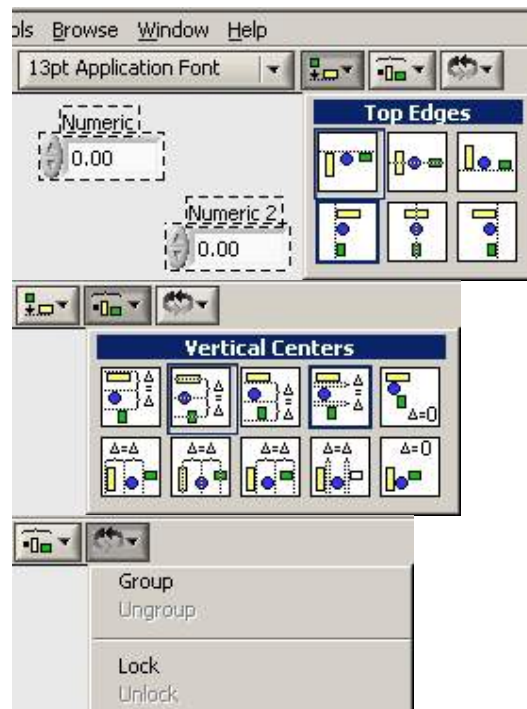 ols Browse Window Help
13pt Application Font
Top Edges
Numeric
0.00
Numeric 2
0.00
Vertical Centers
Δ=
Δ=
Δ=
Δ=
Δ=0
Δ=Δ Δ=Δ Δ=Δ Δ=Δ Δ=0
Group
Ungroup
Lock
Unlock